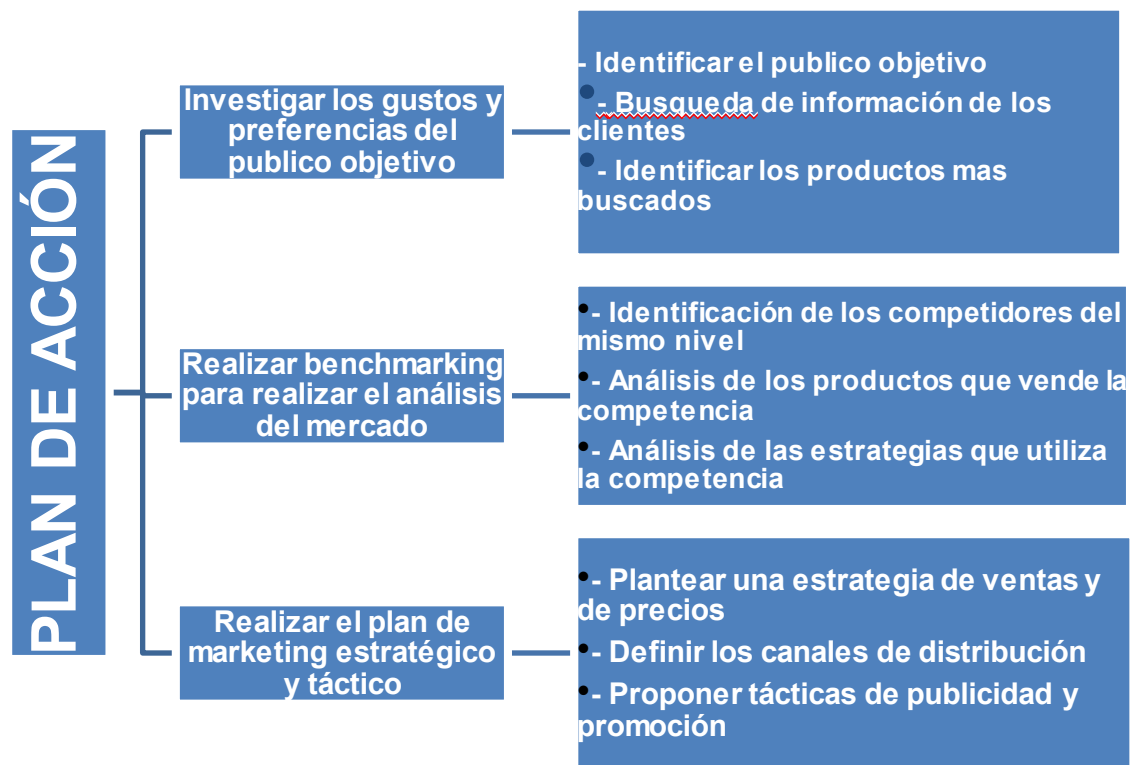 PLAN DE ACCIÓN
Investigar los gustos y
preferencias del
publico objetivo
- Identificar el publico objetivo
• - Busqueda de información de los
clientes
• - Identificar los productos mas
buscados
Realizar benchmarking
para realizar el análisis
del mercado
• - Identificación de los competidores del
mismo nivel
• - Análisis de los productos que vende la
competencia
• - Análisis de las estrategias que utiliza
la competencia
Realizar el plan de
marketing estratégico
y táctico
• - Plantear una estrategia de ventas y
de precios
• - Definir los canales de distribución
• - Proponer tácticas de publicidad y
promoción